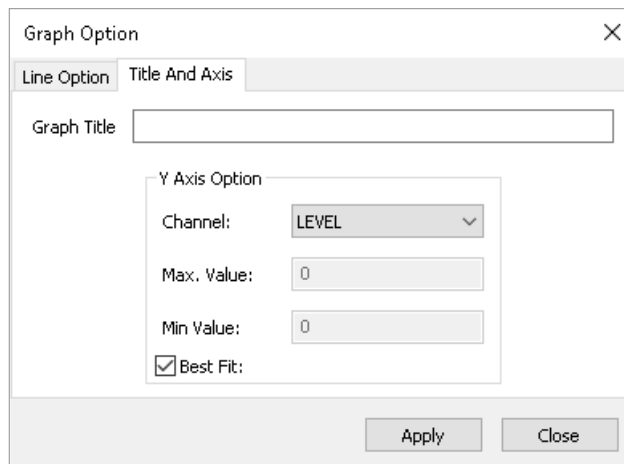 Graph Option
Line Option Title And Axis
Graph Title
Y Axis Option
Channel: LEVEL
Max. Value: 0
Min Value: 0
Best Fit:
Apply Close